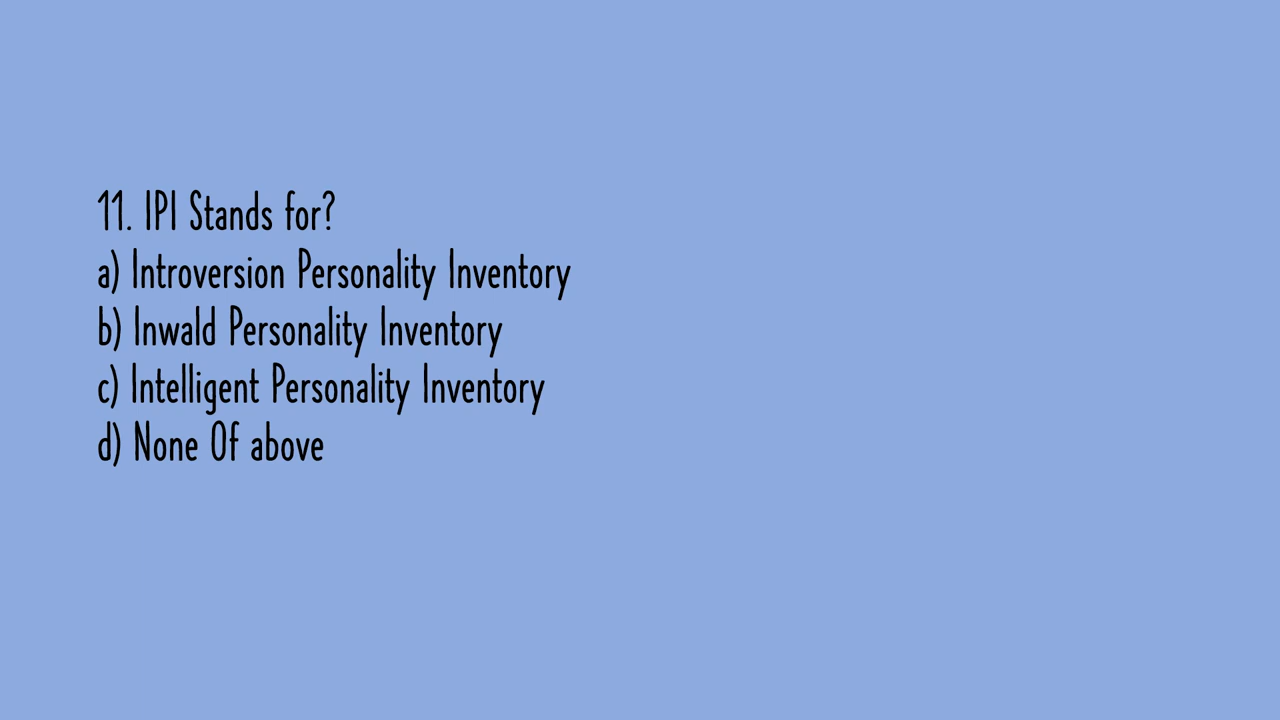 11. IPI Stands for?
a) Introversion Personality Inventory
b) Inwald Personality Inventory
c) Intelligent Personality Inventory
d) None Of above